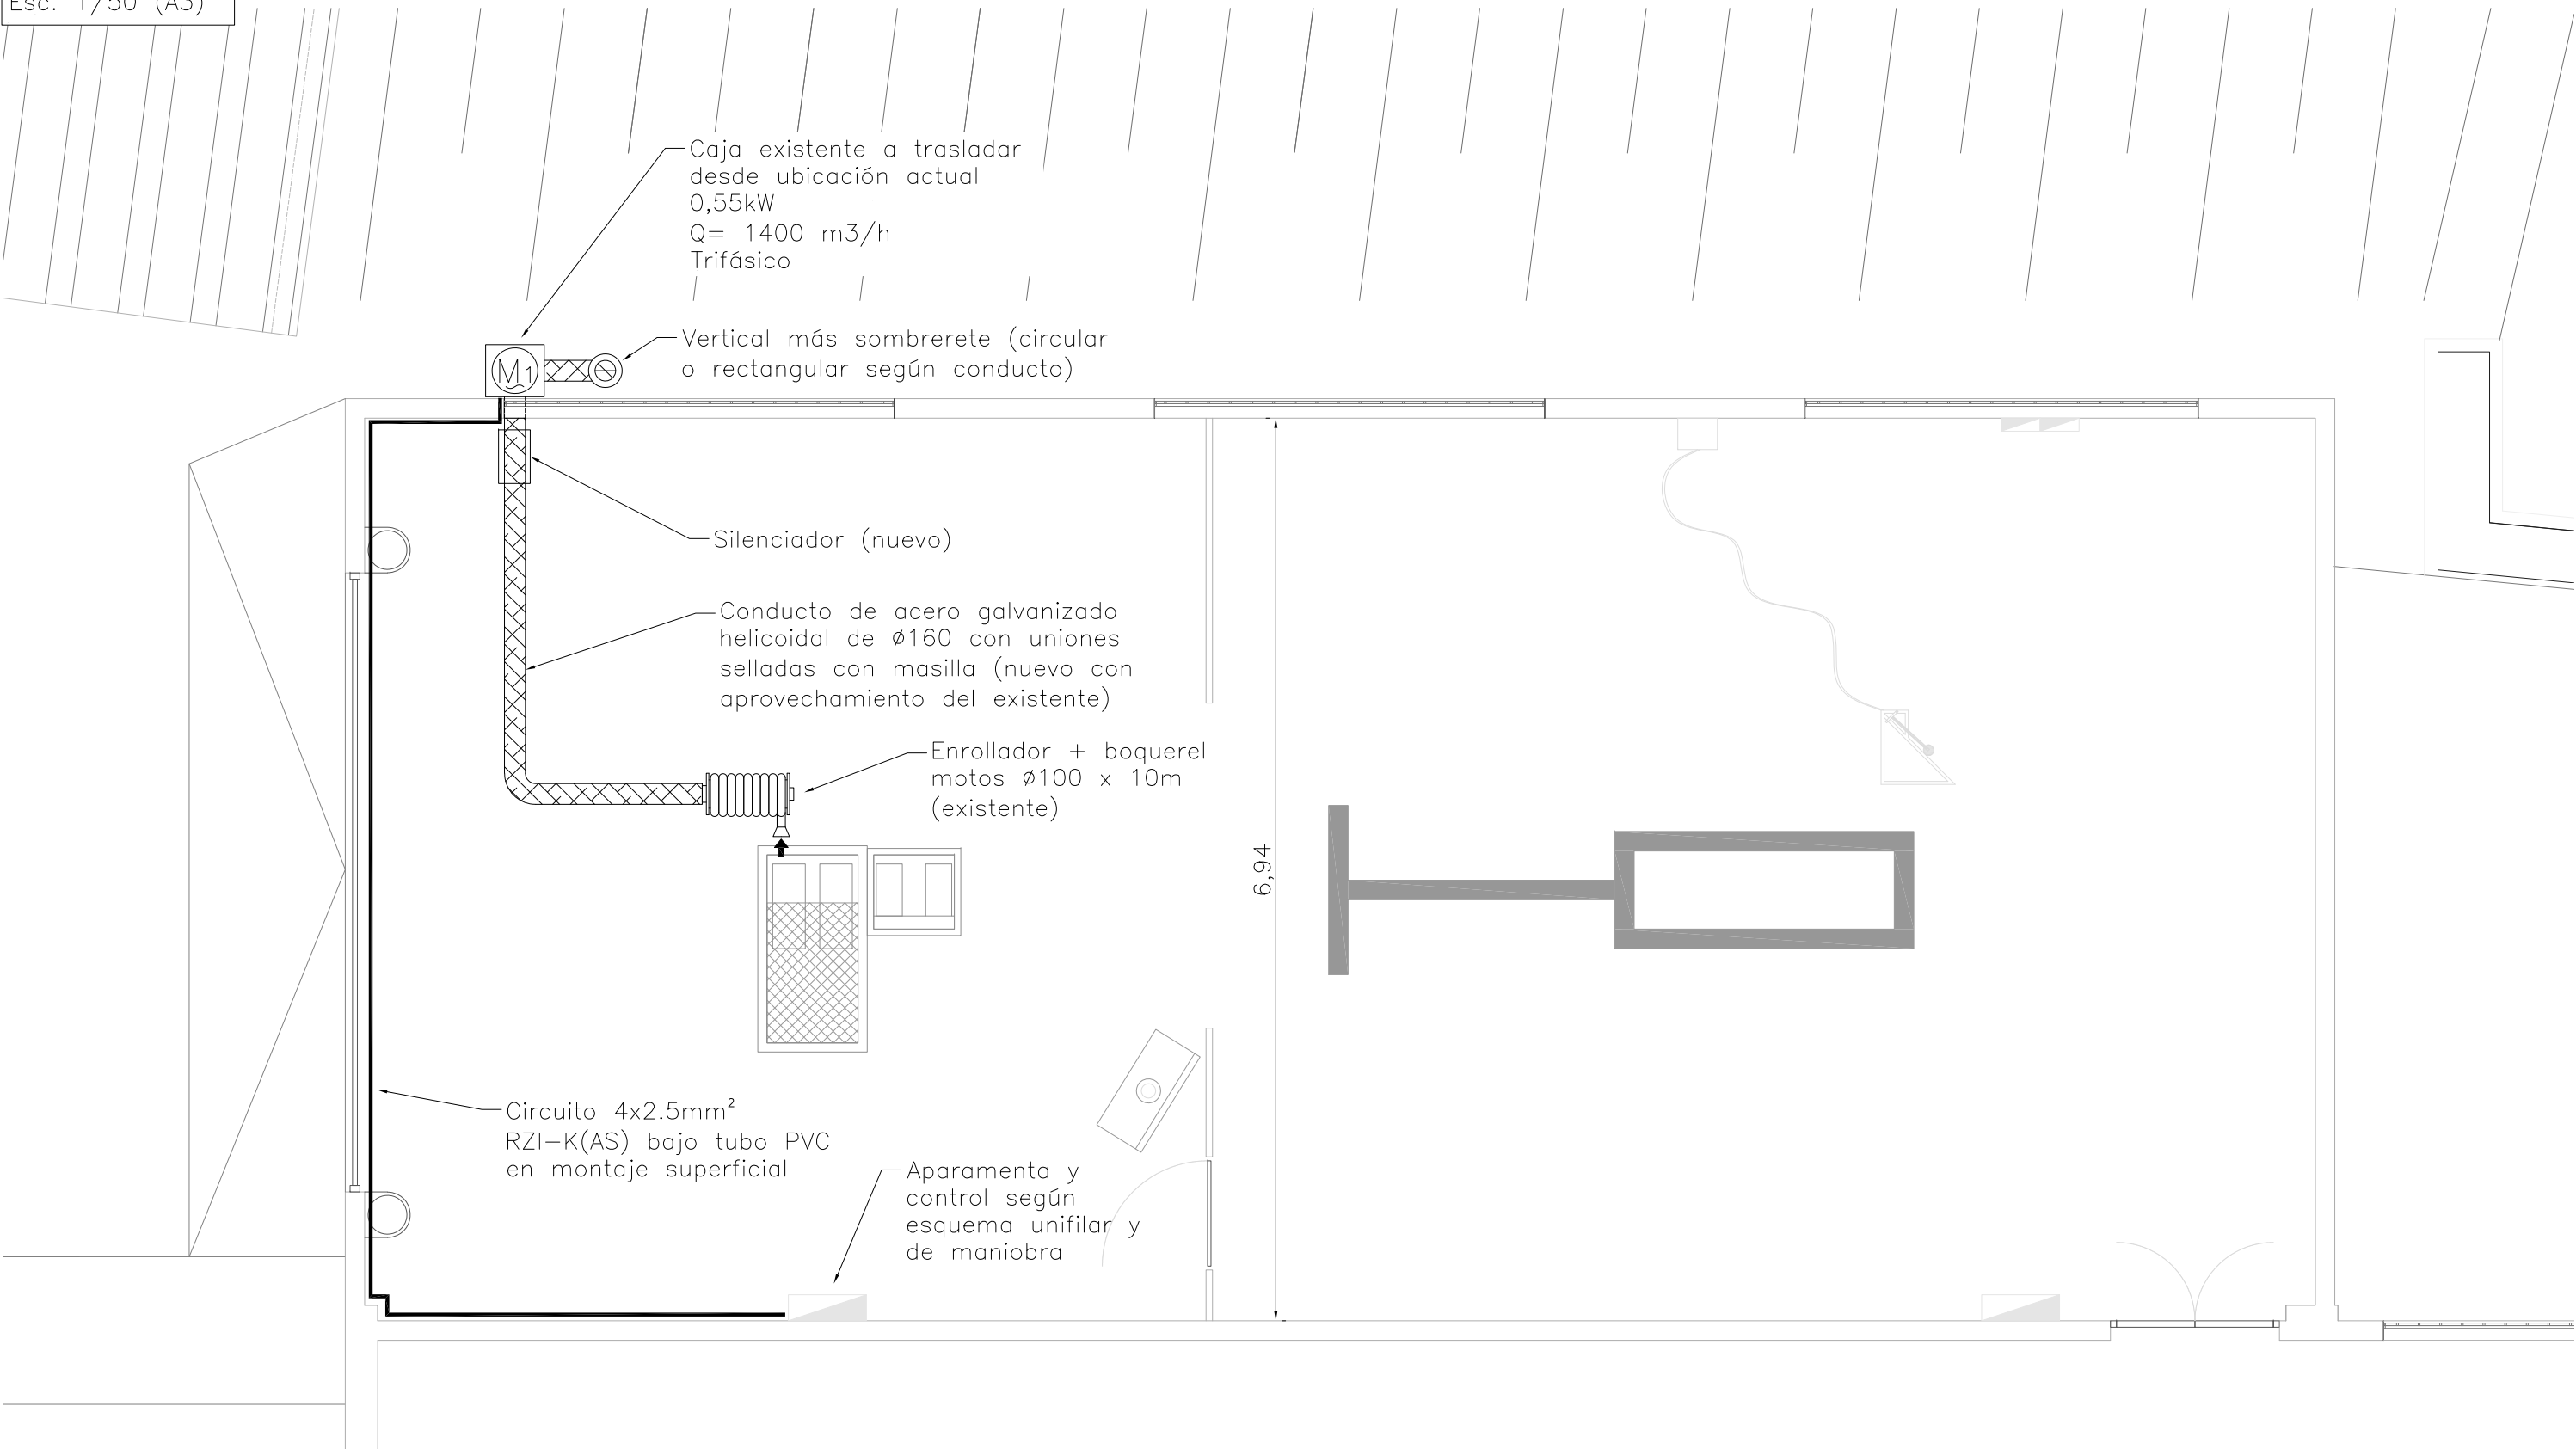 Esc. 1/50 (A3)
Caja existente a trasladar
desde ubicación actual
0,55kW
Q= 1400 m3/h
Trifásico
Vertical más sombrerete (circular
o rectangular según conducto)
M1
Silenciador (nuevo)
Conducto de acero galvanizado
helicoidal de ø160 con uniones
selladas con masilla (nuevo con
aprovechamiento del existente)
Enrollador + boquerel
motos ø100 x 10m
(existente)
6,94
Circuito 4x2.5mm²
RZI-K(AS) bajo tubo PVC
en montaje superficial
Aparamenta y
control según
esquema unifilar y
de maniobra